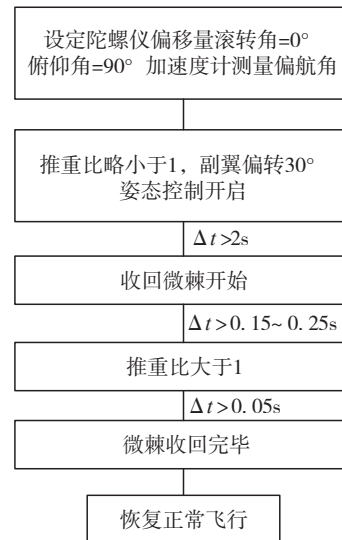 设定陀螺仪偏移量滚转角=0°
俯仰角=90° 加速度计测量偏航角
推重比略小于1，副翼偏转30°
姿态控制开启
Δt>2s
收回微棘开始
Δt>0.15~0.25s
推重比大于1
Δt>0.05s
微棘收回完毕
恢复正常飞行